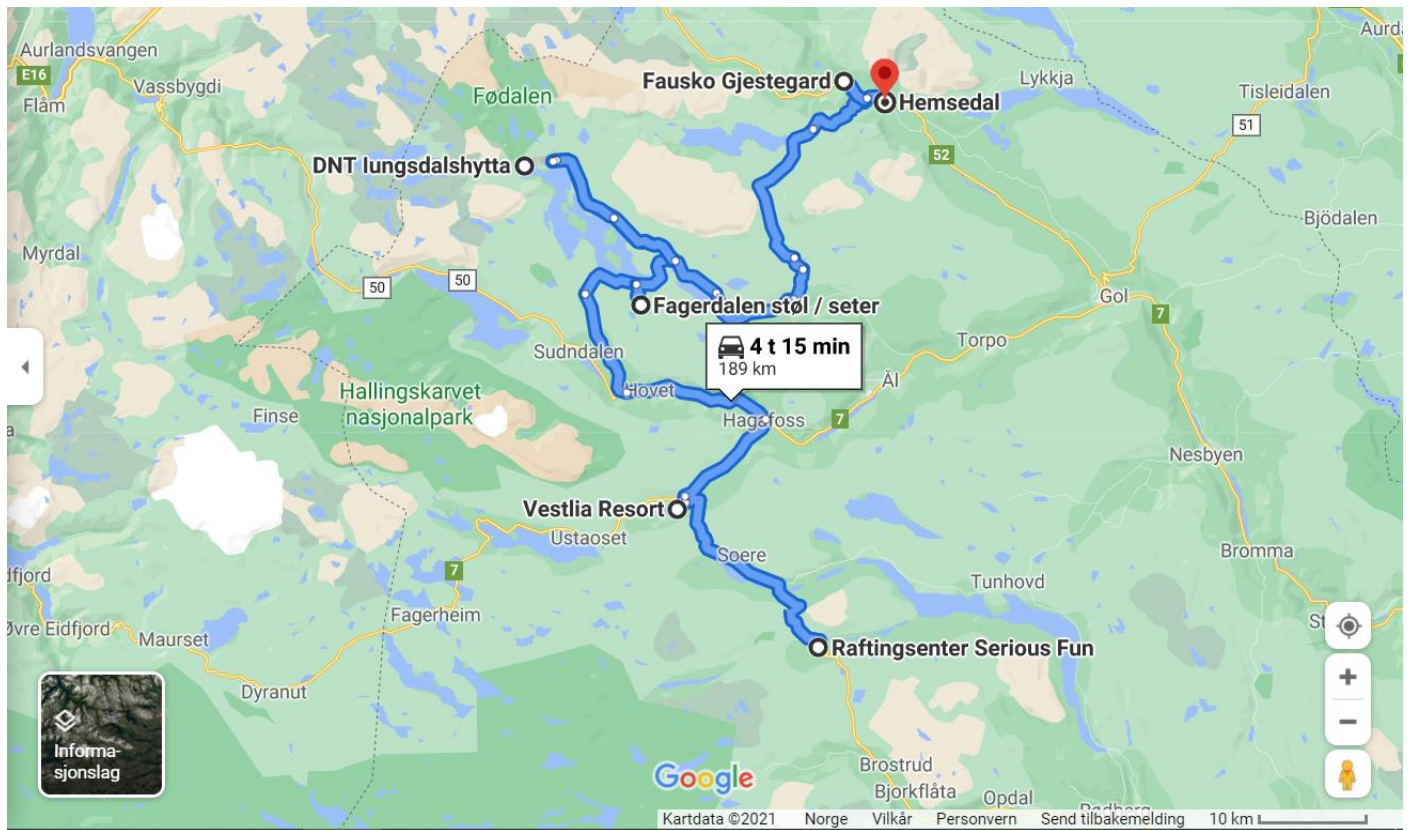 Aurlandsvangen
E16
Flåm
Vassbygdi
Fødalen
Fausko Gjestegard
Hemsedal
Lykkja
Tisleidalen
51
52
DNT lungsdalshytta
Bjödalen
Myrdal
50
50
Gol
7
Fagerdalen støl / seter
4 t 15 min
189 km
Torpo
Sudndalen
Hovet
Ål
Hallingskarvet
nasjonalpark
Finse
Hagafoss
7
Nesbyen
Vestlia Resort
Ustaoset
Soere
Bromma
7
Tunhovd
Fagerheim
Øvre Eidfjord
Maurset
Raftingsenter Serious Fun
Dyranut
Informa-
sjonslag
Brostrud
Bjorkflåta
Opdal
Google
Kartdata ©2021 Norge Vilkår Personvern Send tilbakemelding 10 km